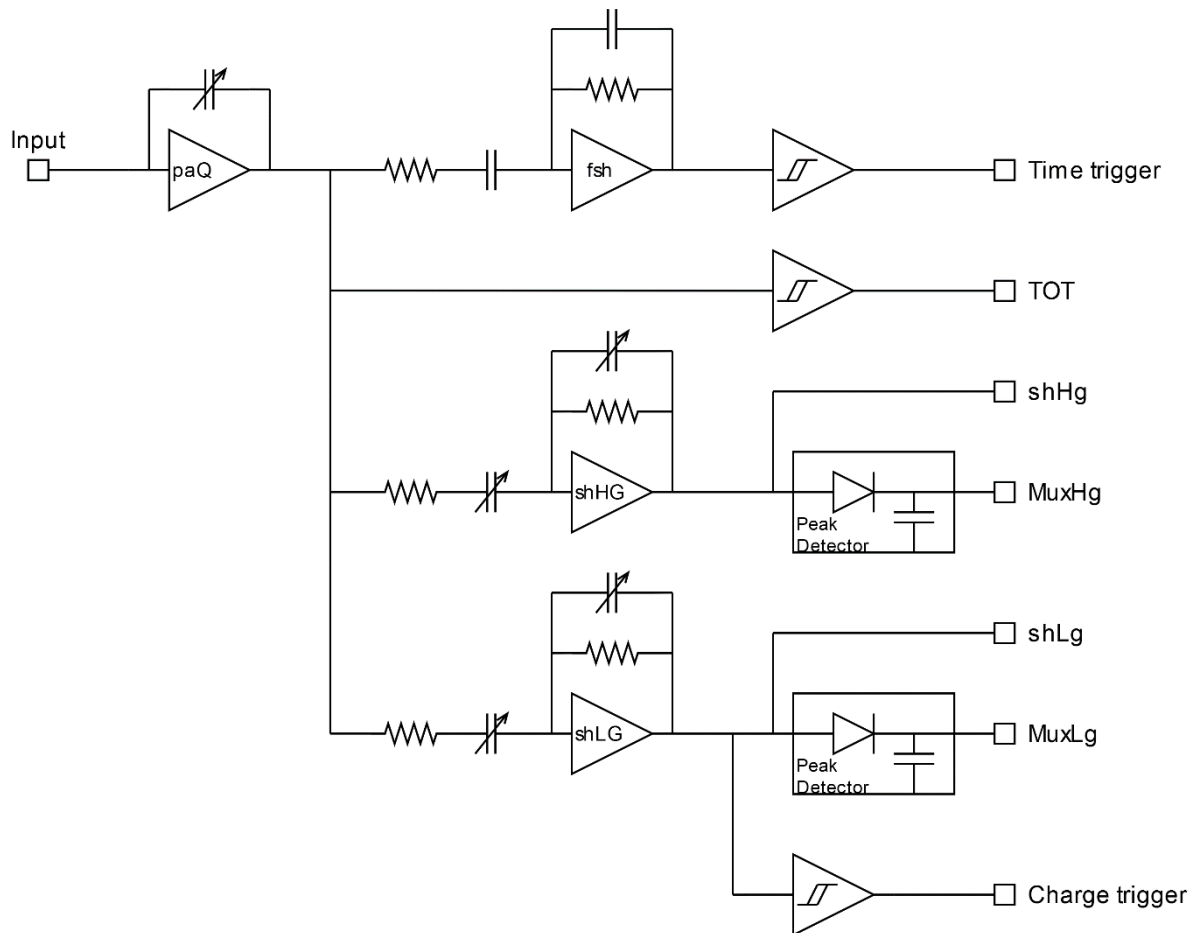 Input
paQ
fsh
Time trigger
TOT
shHg
shHG
MuxHg
Peak
Detector
shLg
shLG
MuxLg
Peak
Detector
Charge trigger